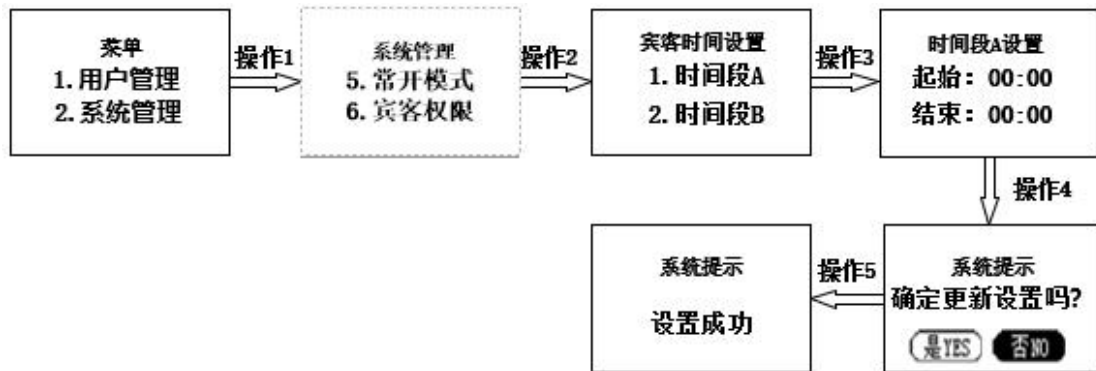 菜单
1.用户管理
2.系统管理
操作1
系统管理
5.常开模式
6.宾客权限
操作2
宾客时间设置
1.时间段A
2.时间段B
操作3
时间段A设置
起始：00:00
结束：00:00
操作4
系统提示
确定更新设置吗?
是YES 否NO
操作5
系统提示
设置成功